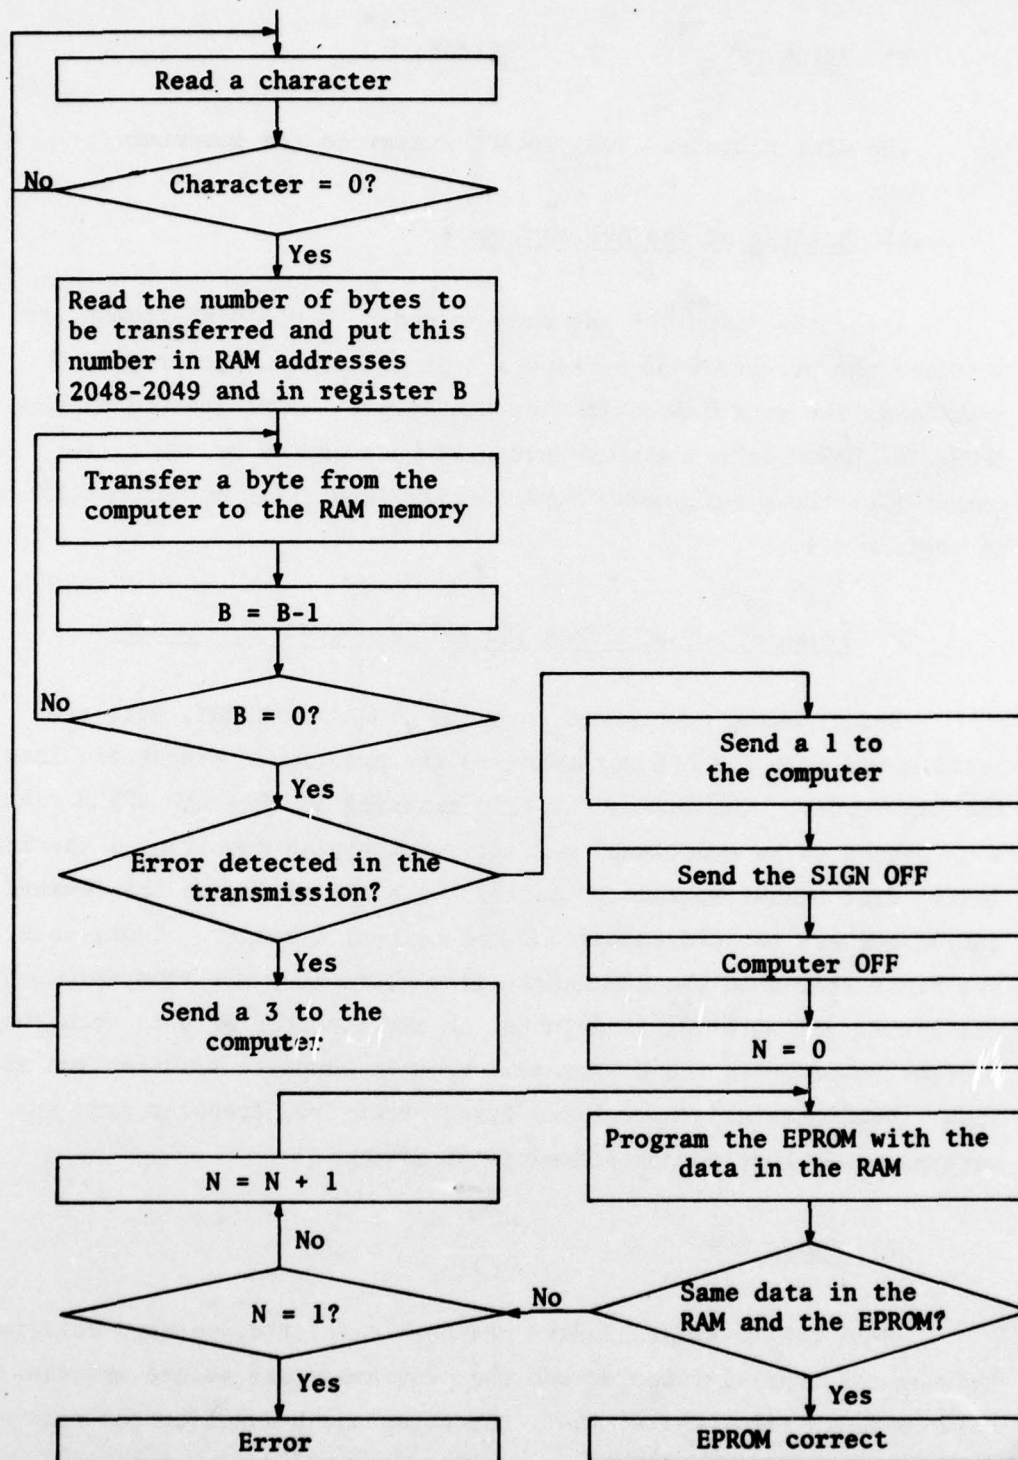 Read a character
No
Character = 0?
Yes
Read the number of bytes to
be transferred and put this
number in RAM addresses
2048-2049 and in register B
Transfer a byte from the
computer to the RAM memory
B = B-1
No
B = 0?
Yes
Error detected in the
transmission?
Yes
Send a 3 to the
computer
Send a 1 to
the computer
Send the SIGN OFF
Computer OFF
N = 0
Program the EPROM with the
data in the RAM
Same data in the
RAM and the EPROM?
No
Yes
EPROM correct
N = N + 1
No
N = 1?
Yes
Error